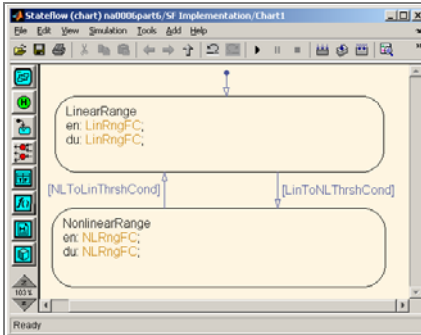 Stateflow (chart) na0006part6/SF Implementation/Chart1
File Edit View Simulation Tools Add Help
LinearRange
en: LinRngFC;
du: LinRngFC;
[NLToLinThrshCond]
[LinToNLThrshCond]
NonlinearRange
en: NLRngFC;
du: NLRngFC;
103%
Ready